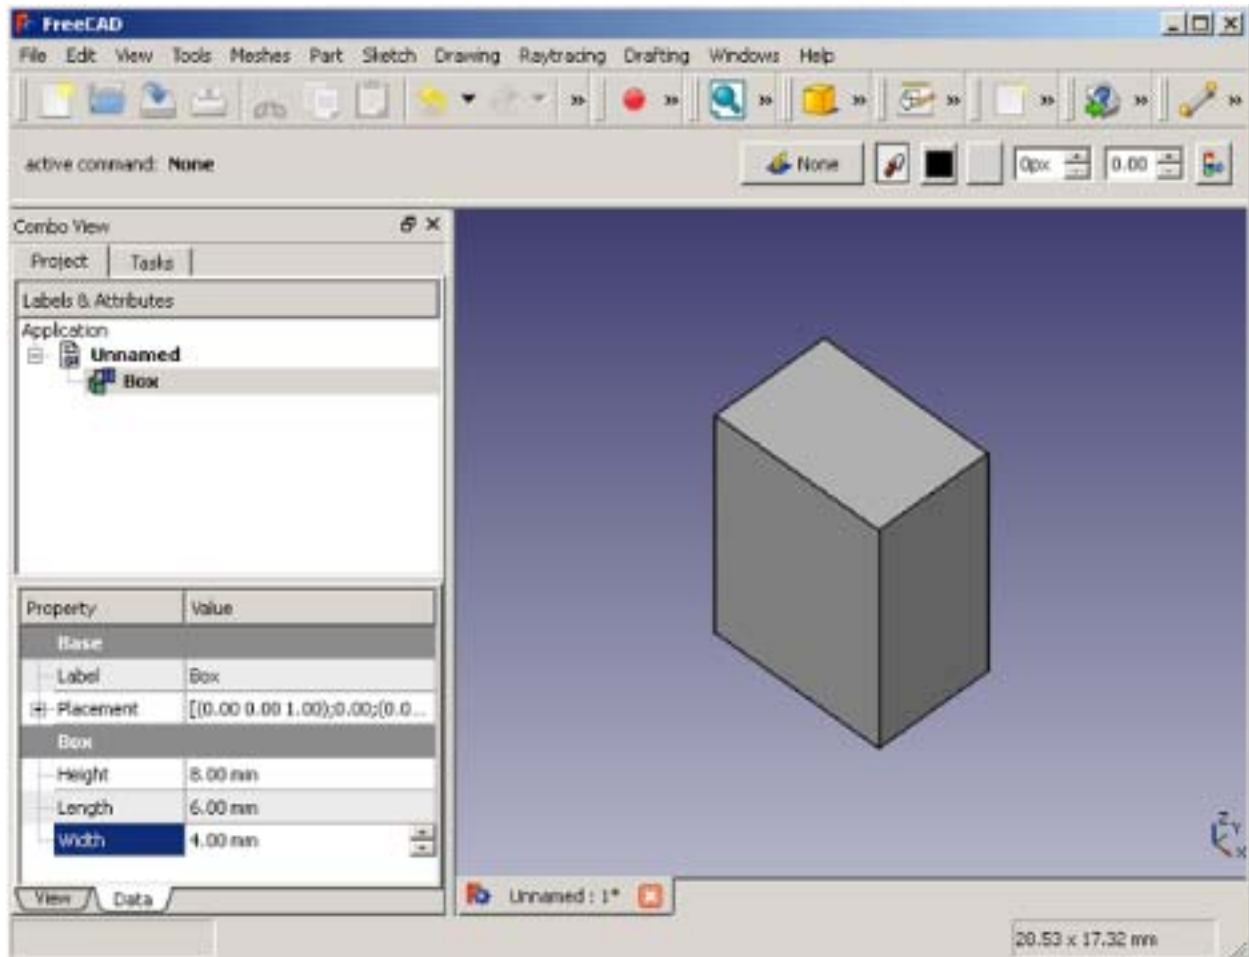 FreeCAD
File Edit View Tools Meshes Part Sketch Drawing Raytracing Drafting Windows Help
active command: None
None
0px
0.00
Combo View
Project Tasks
Labels & Attributes
Application
Unnamed
Box
Property Value
Base
Label Box
Placement [(0.00 0.00 1.00);0.00;(0.0...
Box
Height 8.00 mm
Length 6.00 mm
Width 4.00 mm
View Data
Z
Y
X
Unnamed : 1*
20.53 x 17.32 mm